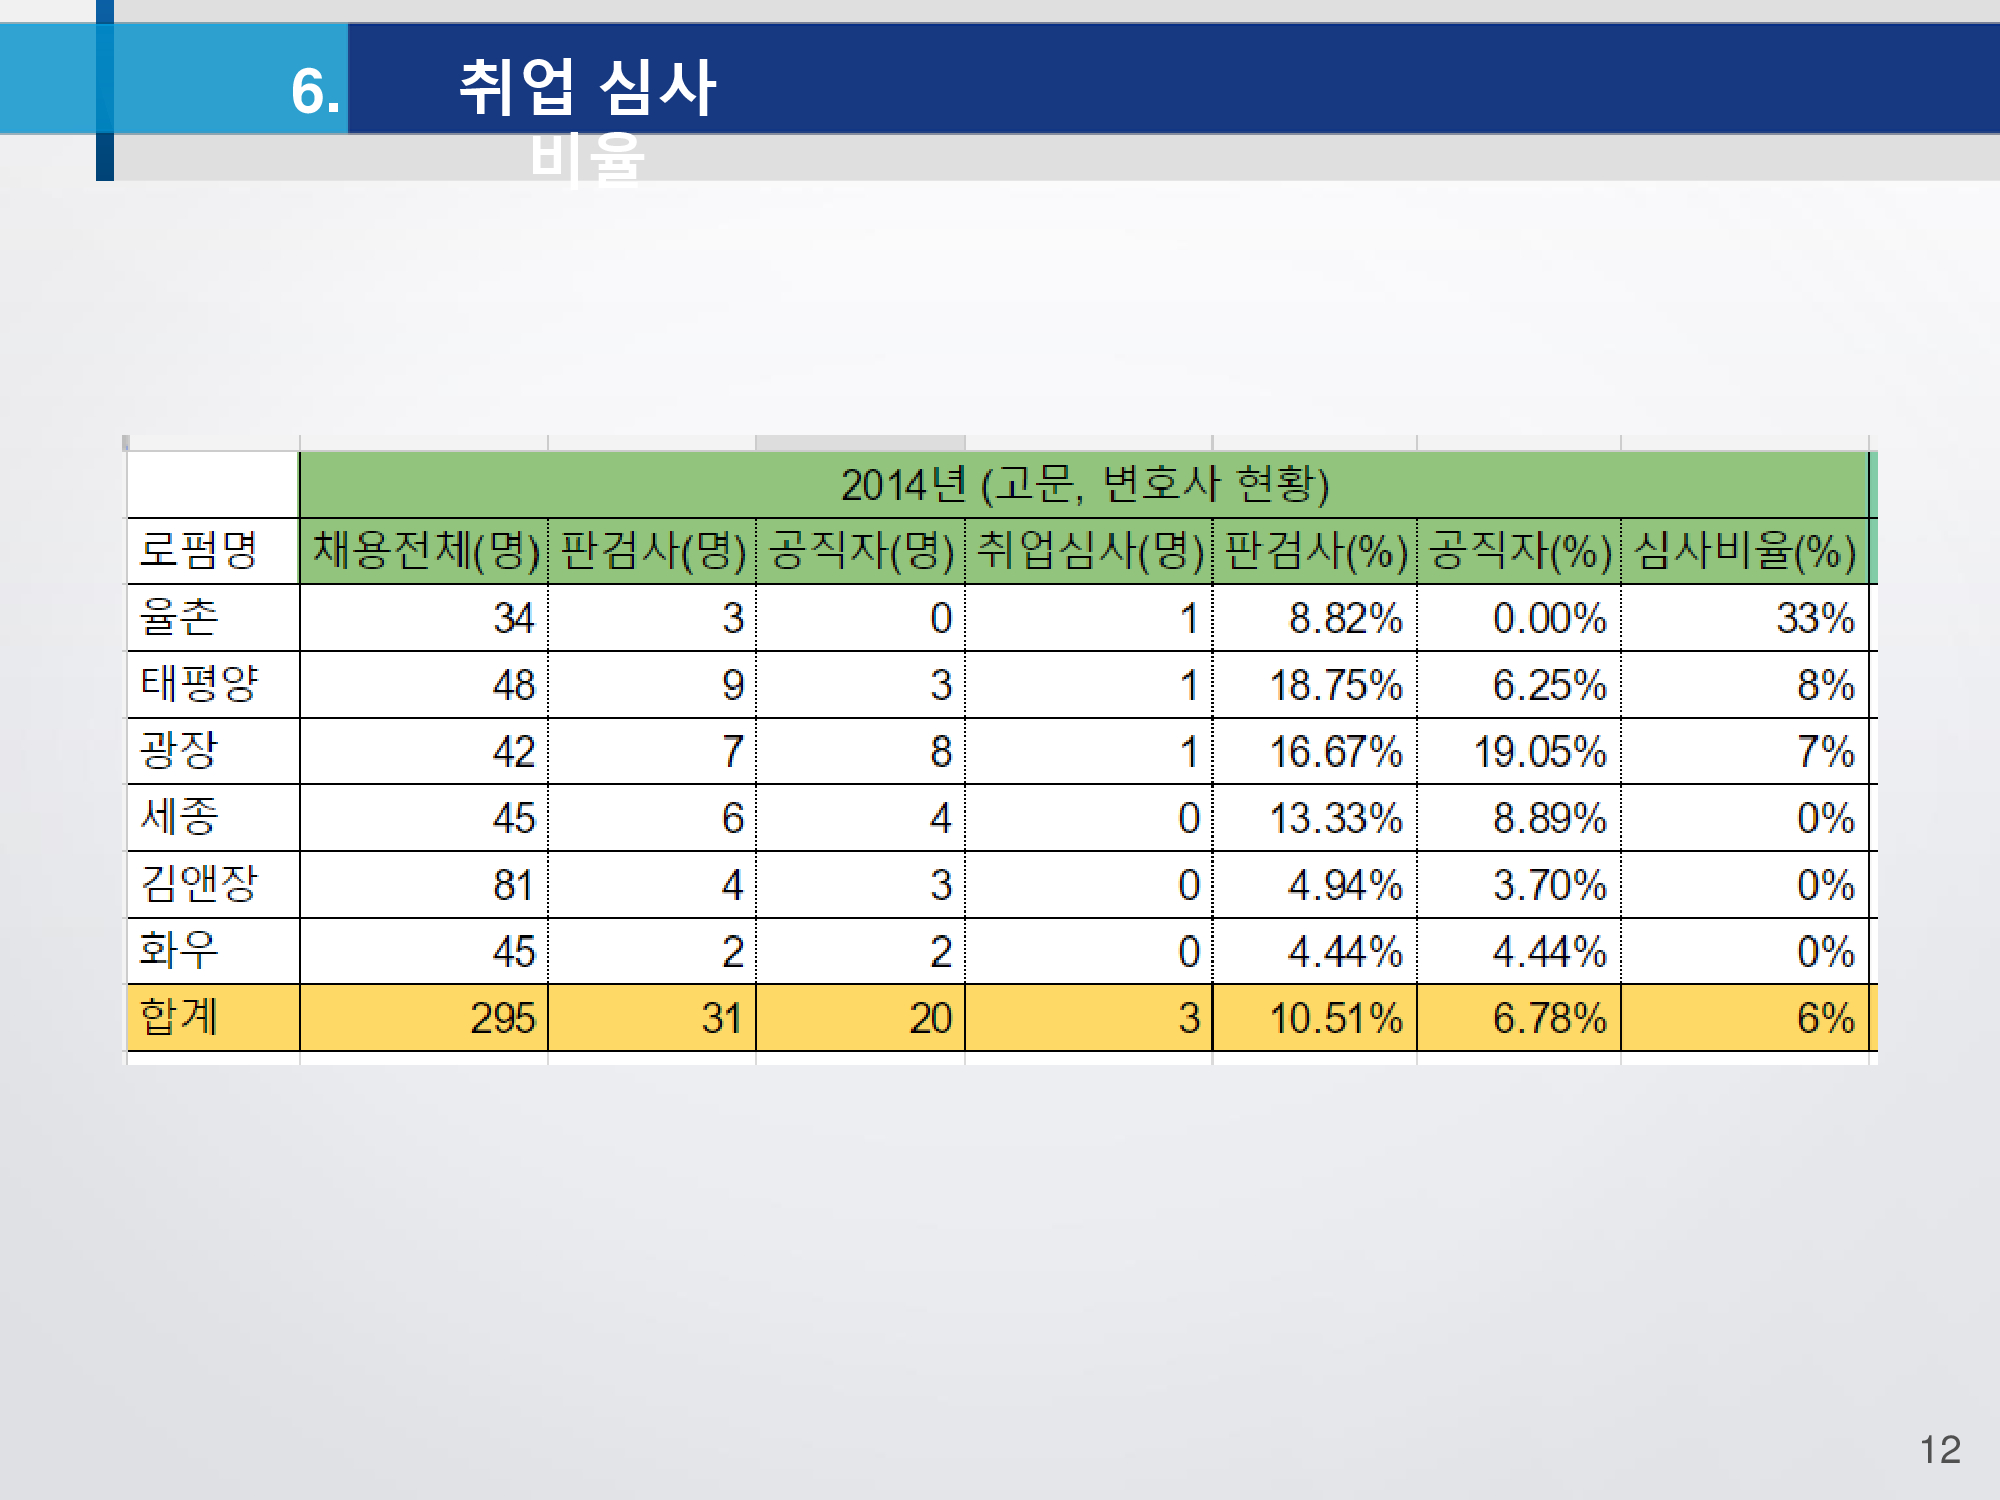 6. 취업 심사
비율
2014년 (고문, 변호사 현황)
로펌명 채용전체(명) 판검사(명) 공직자(명) 취업심사(명) 판검사(%) 공직자(%) 심사비율(%)
율촌 34 3 0 1 8.82% 0.00% 33%
태평양 48 9 3 1 18.75% 6.25% 8%
광장 42 7 8 1 16.67% 19.05% 7%
세종 45 6 4 0 13.33% 8.89% 0%
김앤장 81 4 3 0 4.94% 3.70% 0%
화우 45 2 2 0 4.44% 4.44% 0%
합계 295 31 20 3 10.51% 6.78% 6%
12